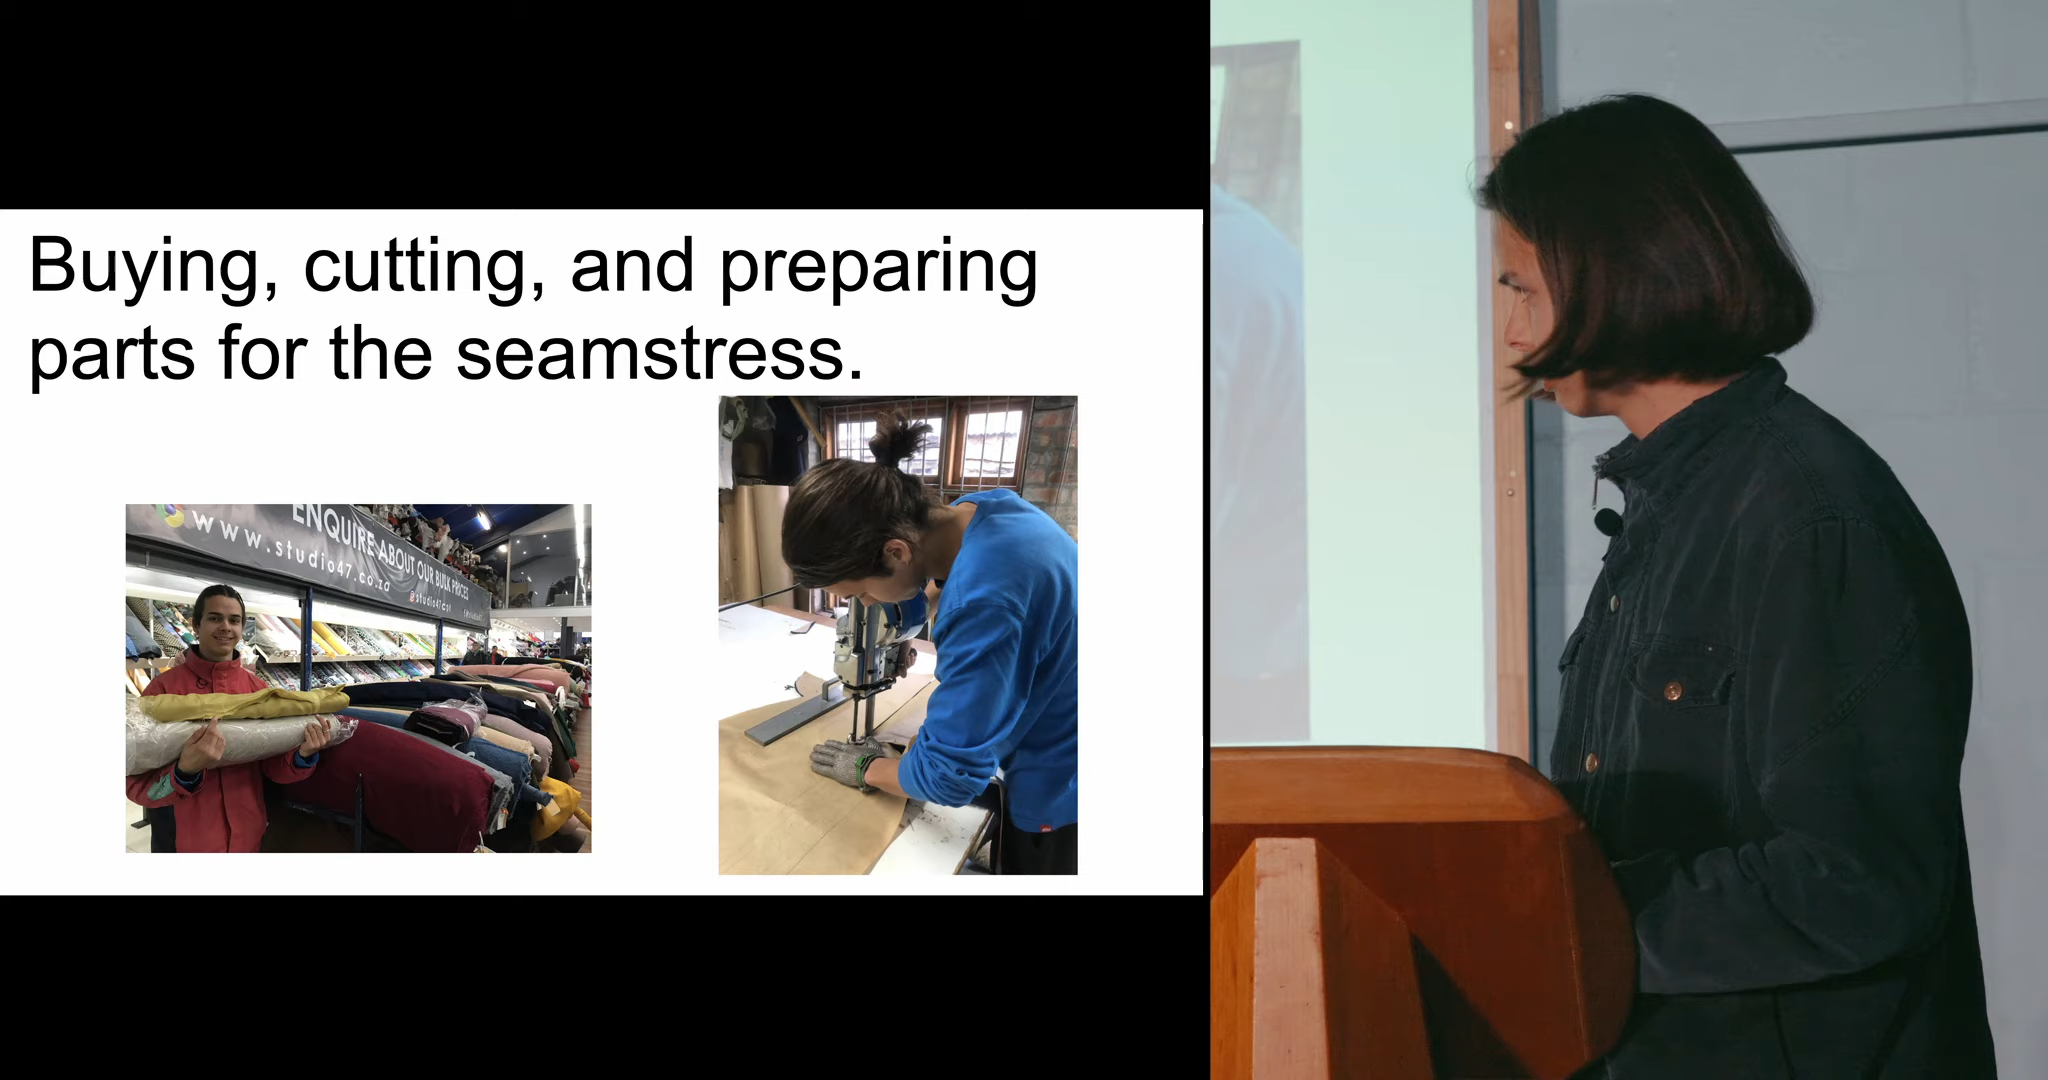 Buying, cutting, and preparing
parts for the seamstress.
ENQUIRE ABOUT OUR BULK PRICES
www.studio47.co.za